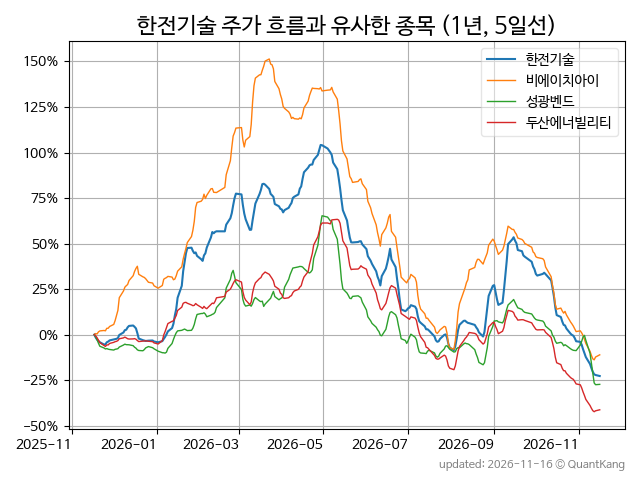 한전기술 주가 흐름과 유사한 종목 (1년, 5일선)
한전기술
비에이치아이
성광벤드
두산에너빌리티
150%
125%
100%
75%
50%
25%
0%
−25%
−50%
2025-11
2026-01
2026-03
2026-05
2026-07
2026-09
2026-11
updated: 2026-11-16 © QuantKang